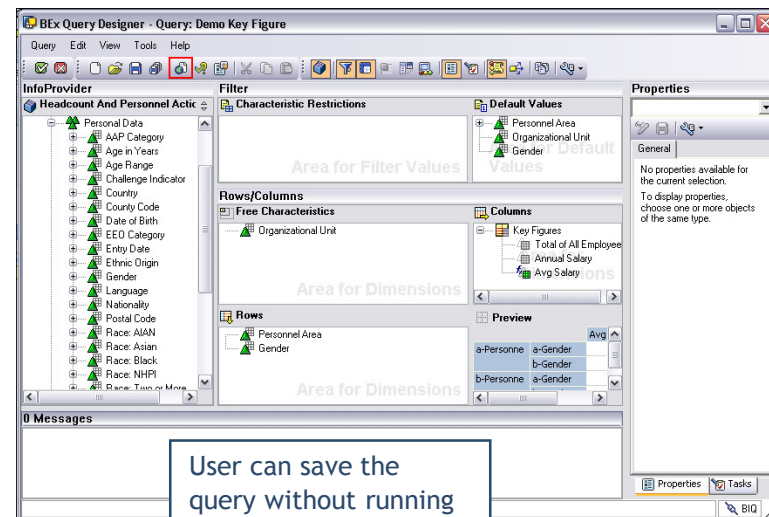 BEx Query Designer - Query: Demo Key Figure
Query Edit View Tools Help
InfoProvider
Headcount And Personnel Actic
Personal Data
AAP Category
Age in Years
Age Range
Challenge Indicator
Country
County Code
Date of Birth
EEO Category
Entry Date
Ethnic Origin
Gender
Language
Nationality
Postal Code
Race: AIAN
Race: Asian
Race: Black
Race: NHPI
Race: Two or More
Filter
Characteristic Restrictions
Area for Filter Values
Default Values
Personnel Area
Organizational Unit
Gender
Default
Values
Rows/Columns
Free Characteristics
Organizational Unit
Area for Dimensions
Columns
Key Figures
Total of All Employee
Annual Salary
Avg Salary
Rows
Personnel Area
Gender
Area for Dimensions
Preview
Avg
a-Personne a-Gender
b-Gender
b-Personne a-Gender
Properties
General
No properties available for
the current selection.
To display properties,
choose one or more objects
of the same type.
0 Messages
User can save the
query without running
Properties Tasks
BIQ